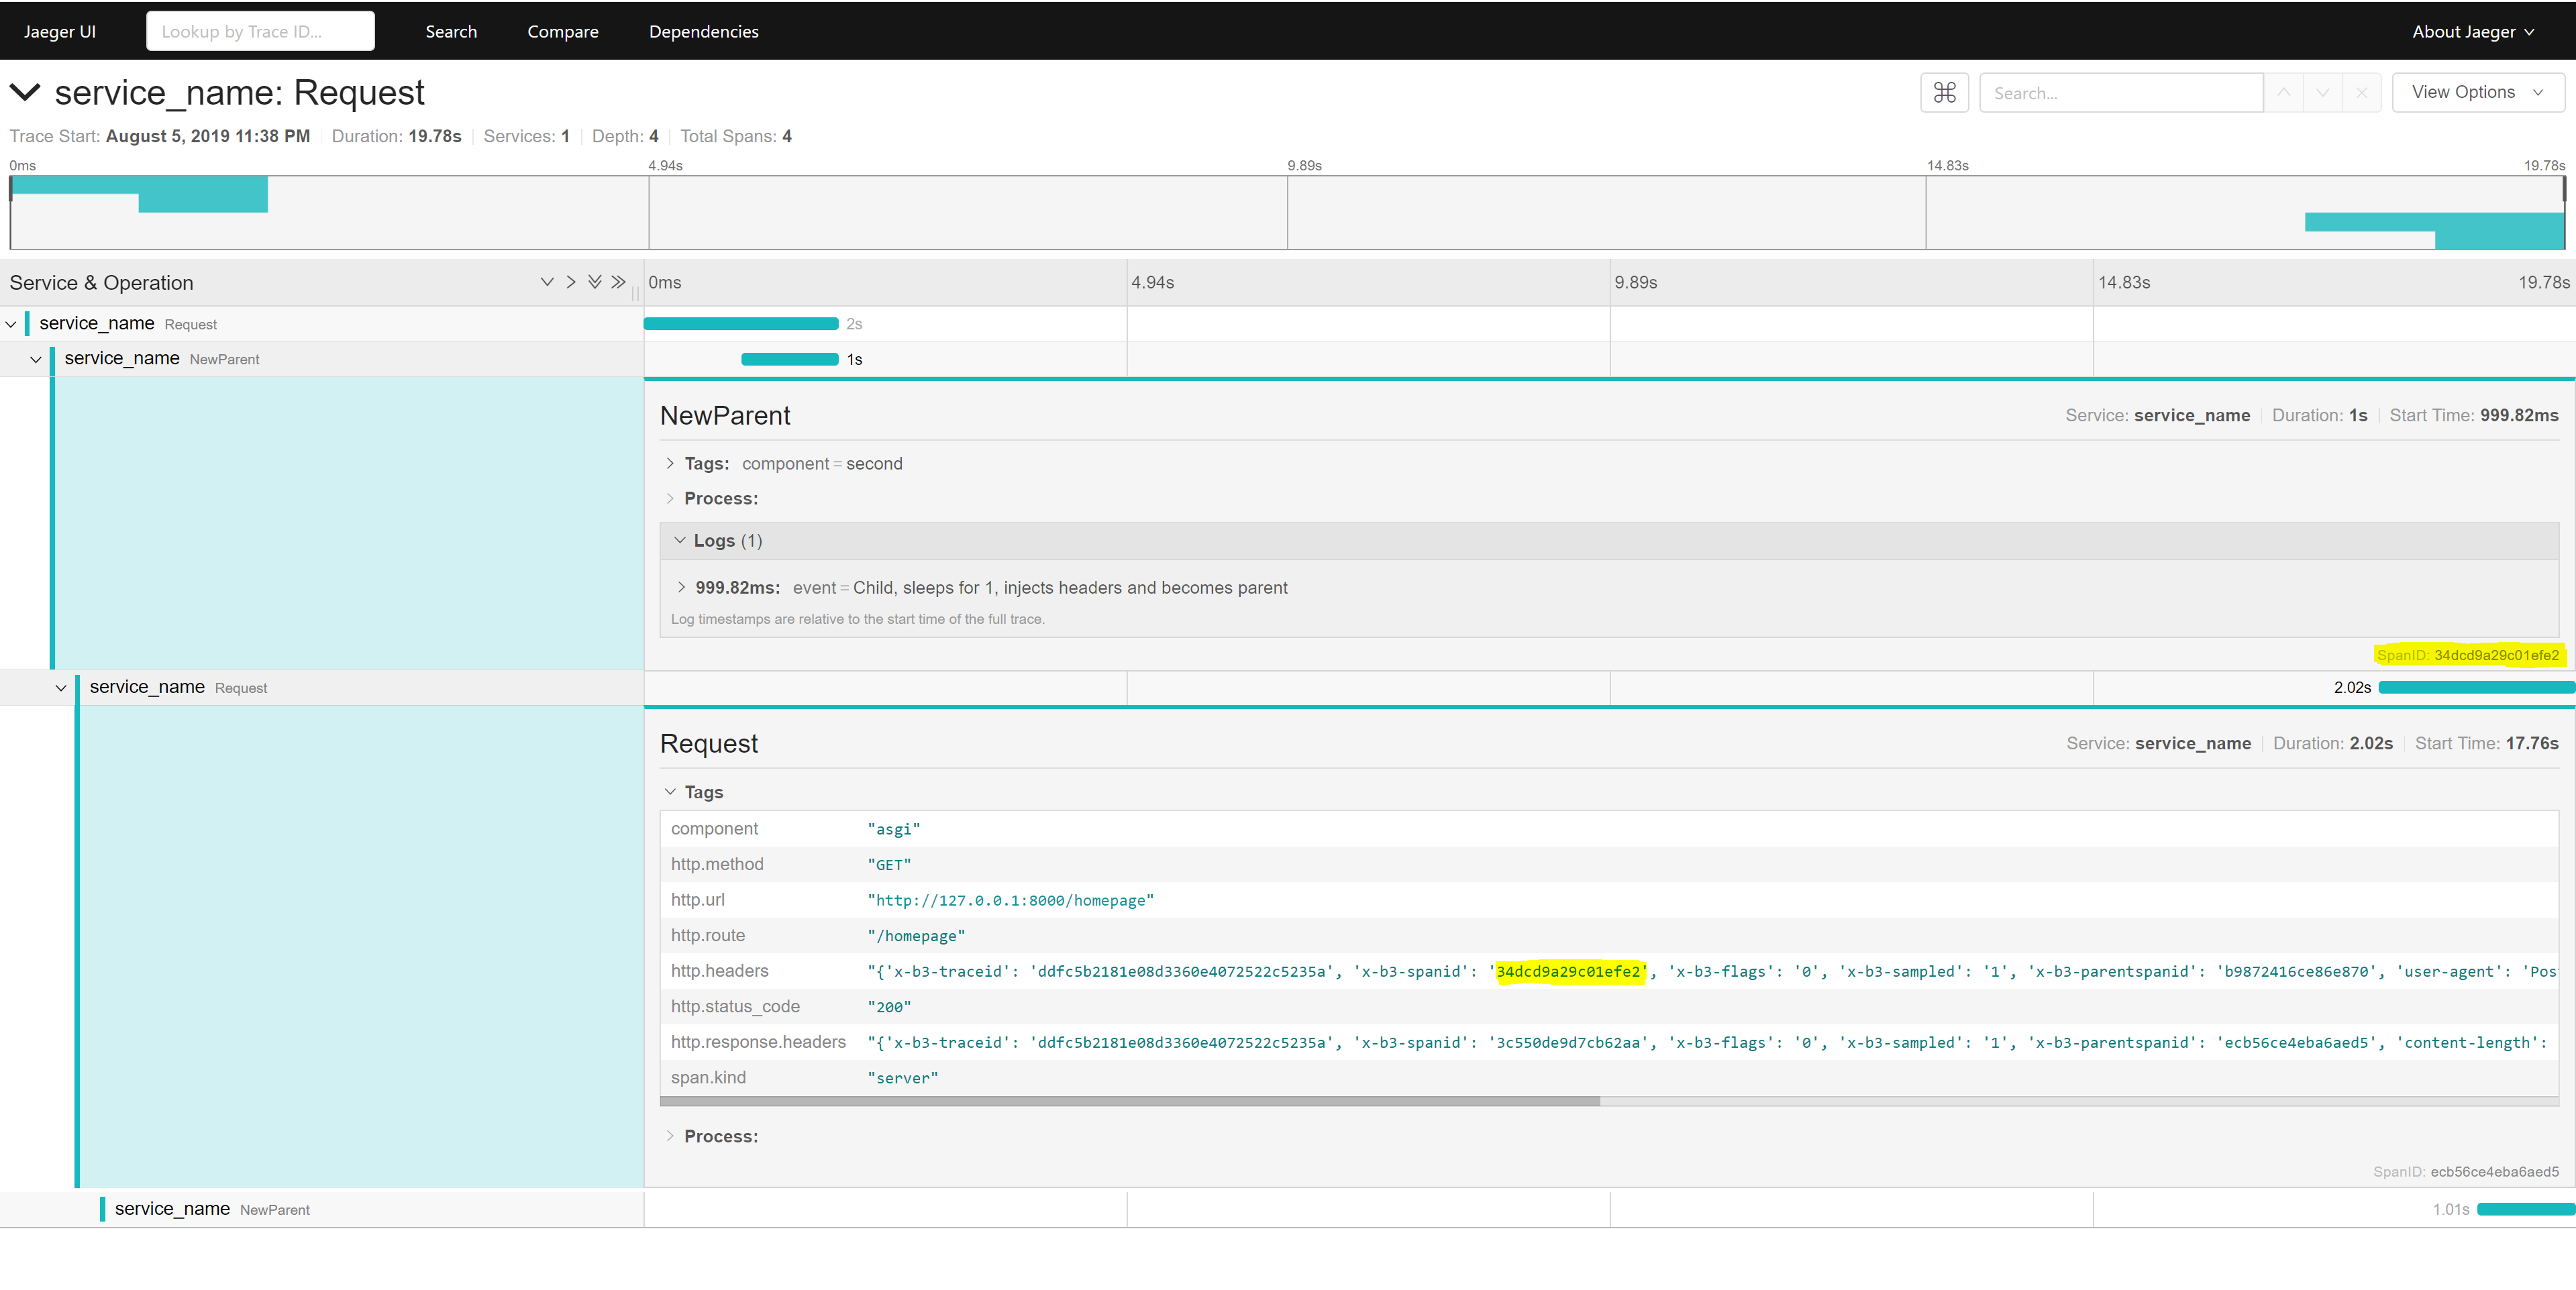 Jaeger UI Lookup by Trace ID... Search Compare Dependencies About Jaeger
service_name: Request Search... View Options
Trace Start: August 5, 2019 11:38 PM Duration: 19.78s Services: 1 Depth: 4 Total Spans: 4
0ms 4.94s 9.89s 14.83s 19.78s
Service & Operation 0ms 4.94s 9.89s 14.83s 19.78s
service_name Request 2s
service_name NewParent 1s
NewParent Service: service_name Duration: 1s Start Time: 999.82ms
Tags: component = second
Process:
Logs (1)
999.82ms: event = Child, sleeps for 1, injects headers and becomes parent
Log timestamps are relative to the start time of the full trace.
SpanID: 34dcd9a29c01efe2
service_name Request 2.02s
Request Service: service_name Duration: 2.02s Start Time: 17.76s
Tags
component "asgi"
http.method "GET"
http.url "http://127.0.0.1:8000/homepage"
http.route "/homepage"
http.headers "{'x-b3-traceid': 'ddfc5b2181e08d3360e4072522c5235a', 'x-b3-spanid': '34dcd9a29c01efe2', 'x-b3-flags': '0', 'x-b3-sampled': '1', 'x-b3-parentspanid': 'b9872416ce86e870', 'user-agent': 'Pos
http.status_code "200"
http.response.headers "{'x-b3-traceid': 'ddfc5b2181e08d3360e4072522c5235a', 'x-b3-spanid': '3c550de9d7cb62aa', 'x-b3-flags': '0', 'x-b3-sampled': '1', 'x-b3-parentspanid': 'ecb56ce4eba6aed5', 'content-length':
span.kind "server"
Process:
SpanID: ecb56ce4eba6aed5
service_name NewParent 1.01s